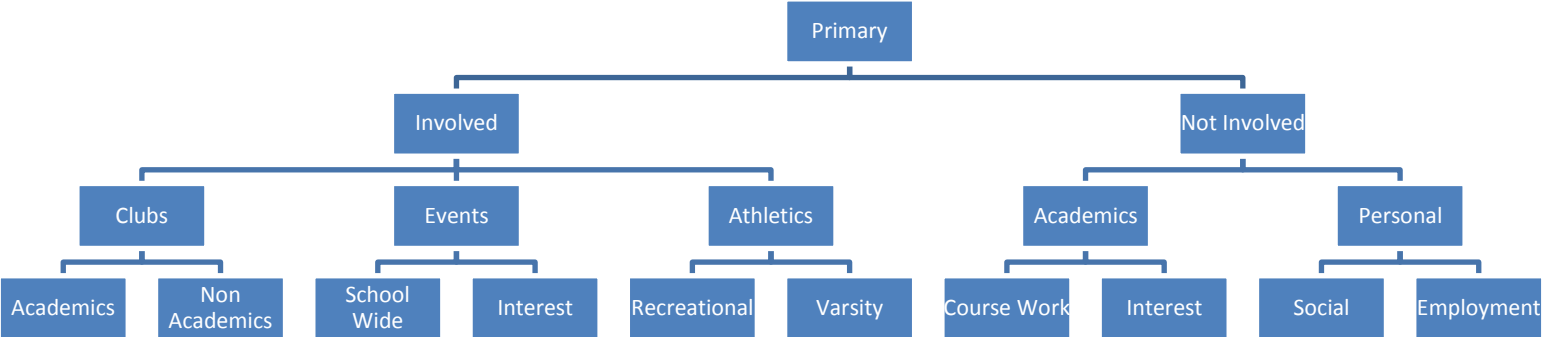 Primary
Involved
Not Involved
Clubs
Events
Athletics
Academics
Personal
Academics
Non
Academics
School
Wide
Interest
Recreational
Varsity
Course Work
Interest
Social
Employment